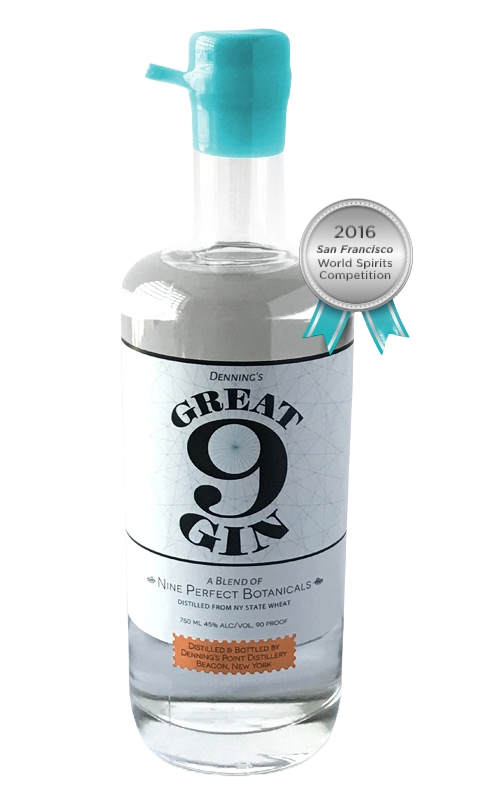 2016
San Francisco
World Spirits
Competition
DENNING'S
GREAT
9
GIN
A BLEND OF
NINE PERFECT BOTANICALS
DISTILLED FROM NY STATE WHEAT
750 ML 45% ALC/VOL, 90 PROOF
DISTILLED & BOTTLED BY
DENNING'S POINT DISTILLERY
BEACON, NEW YORK